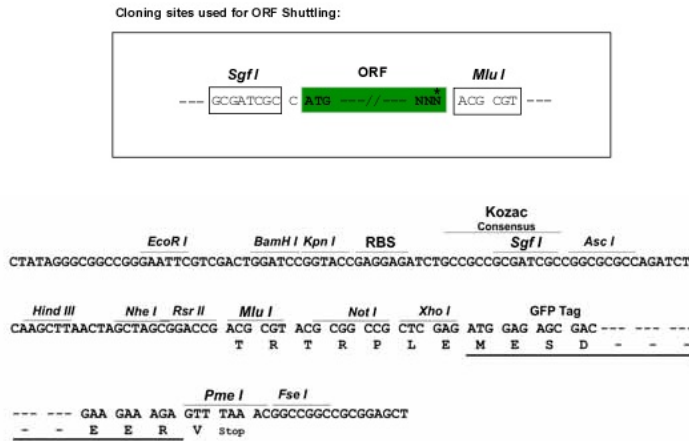 Cloning sites used for ORF Shuttling:
Sgf I ORF Mlu I
--- GCGATCGC C ATG ---//--- NNN* ACG CGT ---
Kozac
Consensus
EcoR I BamH I Kpn I RBS Sgf I Asc I
CTATAGGGCGGCCGGGAATTCGTCGACTGGATCCGGTACCGAGGAGATCTGCCGCCGCGATCGCCGGCGCGCCAGATCT
Hind III Nhe I Rsr II Mlu I Not I Xho I GFP Tag
CAAGCTTAACTAGCTAGCGGACCG ACG CGT ACG CGG CCG CTC GAG ATG GAG AGC GAC --- ---
T R T R P L E M E S D - - -
Pme I Fse I
--- --- GAA GAA AGA GTT TAA ACGGCCGGCCGCGGAGCT
- - E E R V Stop